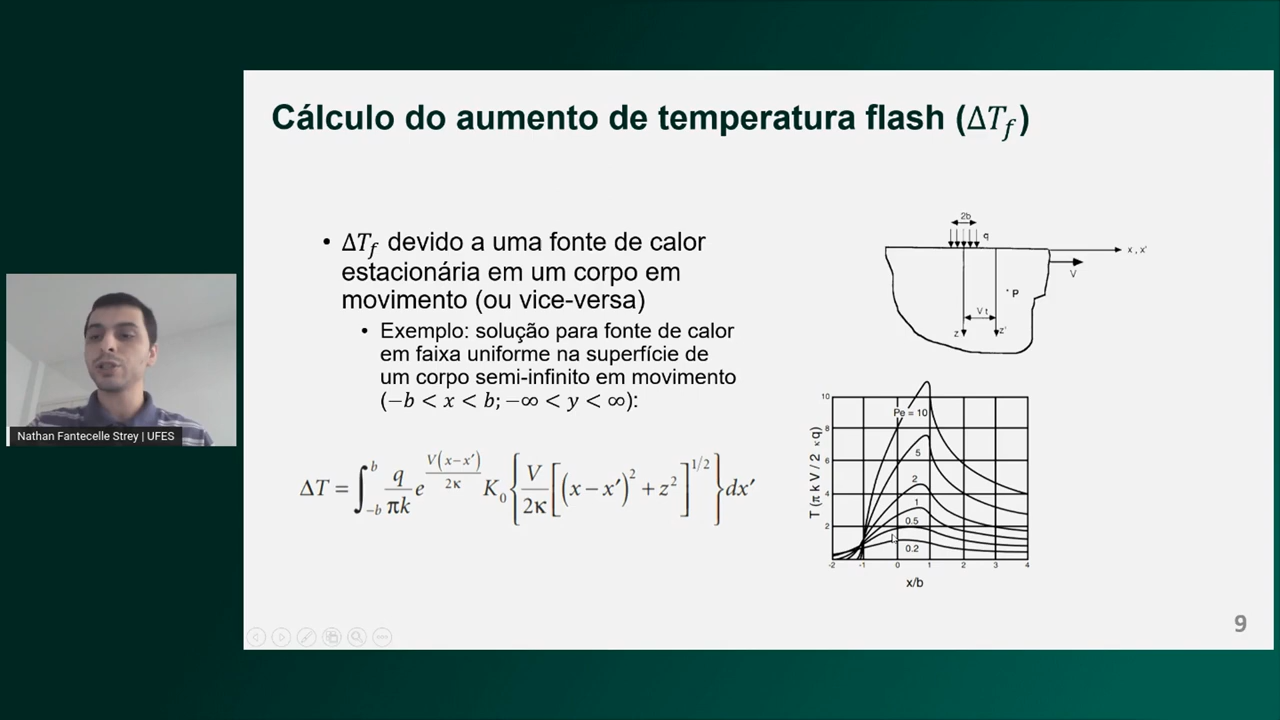 Cálculo do aumento de temperatura flash (ΔT_f)
• ΔT_f devido a uma fonte de calor
estacionária em um corpo em
movimento (ou vice-versa)
• Exemplo: solução para fonte de calor
em faixa uniforme na superfície de
um corpo semi-infinito em movimento
(−b < x < b; −∞ < y < ∞):
ΔT = ∫_{-b}^{b} q/πk e^{V(x−x′)/2κ} K₀{V/2κ [(x−x′)² + z²]^{1/2}}dx′
2b
q
x , x'
V
P
V t
z
z'
T (π k V / 2 κ q)
10
8
6
4
2
Pe = 10
5
2
1
0.5
0.2
-2 -1 0 1 2 3 4
x/b
Nathan Fantecelle Strey | UFES
9